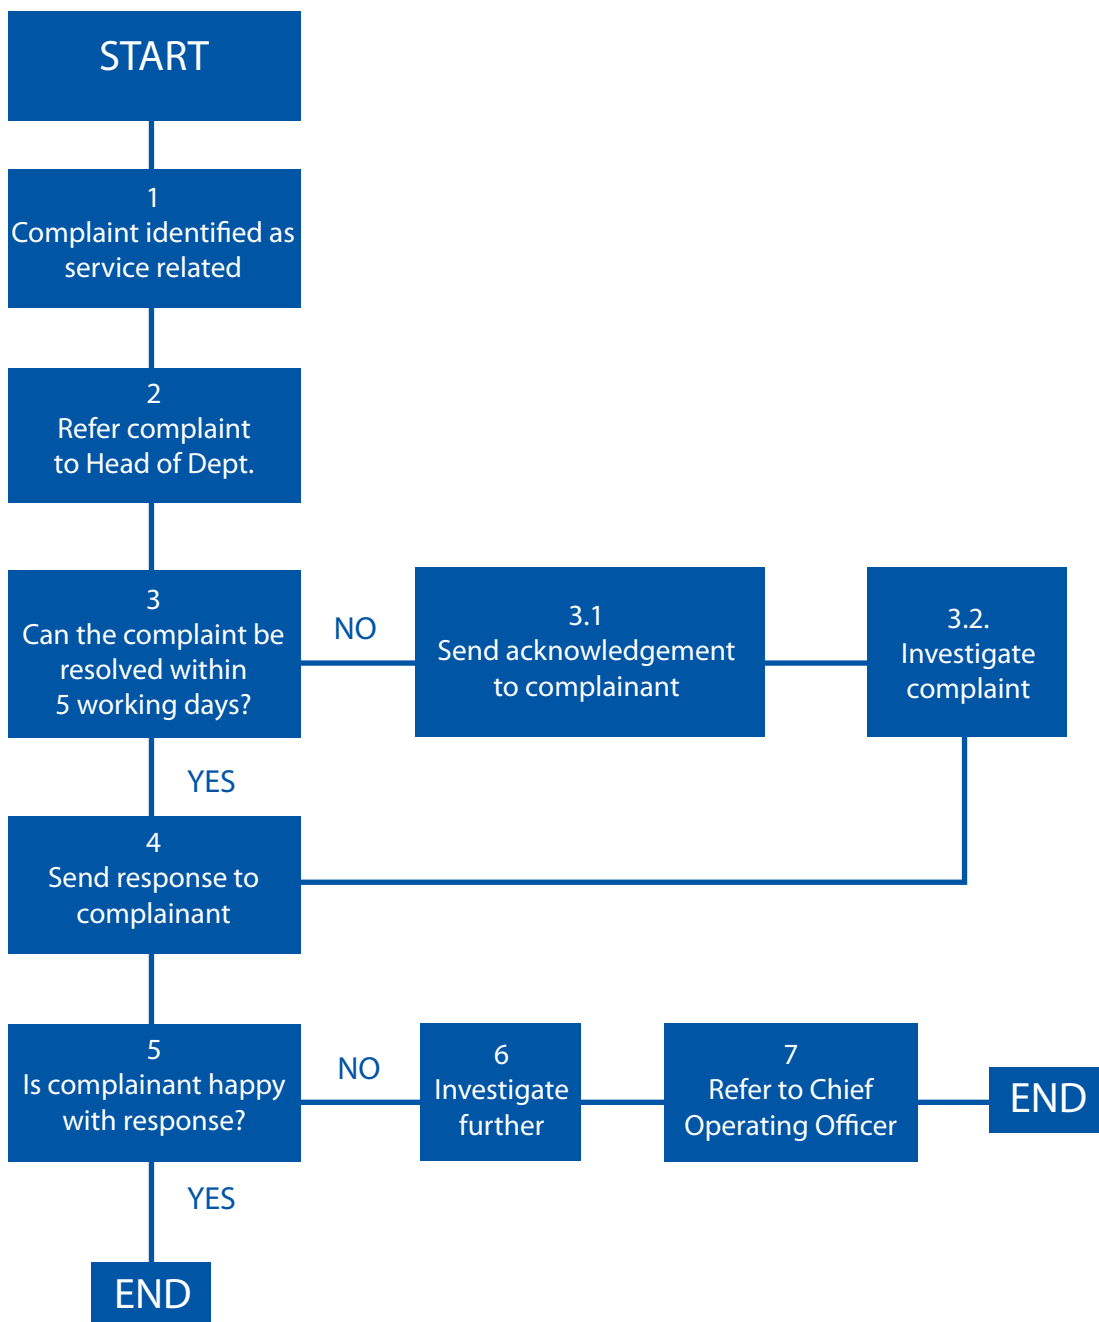 START
1
Complaint identified as
service related
2
Refer complaint
to Head of Dept.
3
Can the complaint be
resolved within
5 working days?
NO
3.1
Send acknowledgement
to complainant
3.2.
Investigate
complaint
YES
4
Send response to
complainant
5
Is complainant happy
with response?
NO
6
Investigate
further
7
Refer to Chief
Operating Officer
END
YES
END